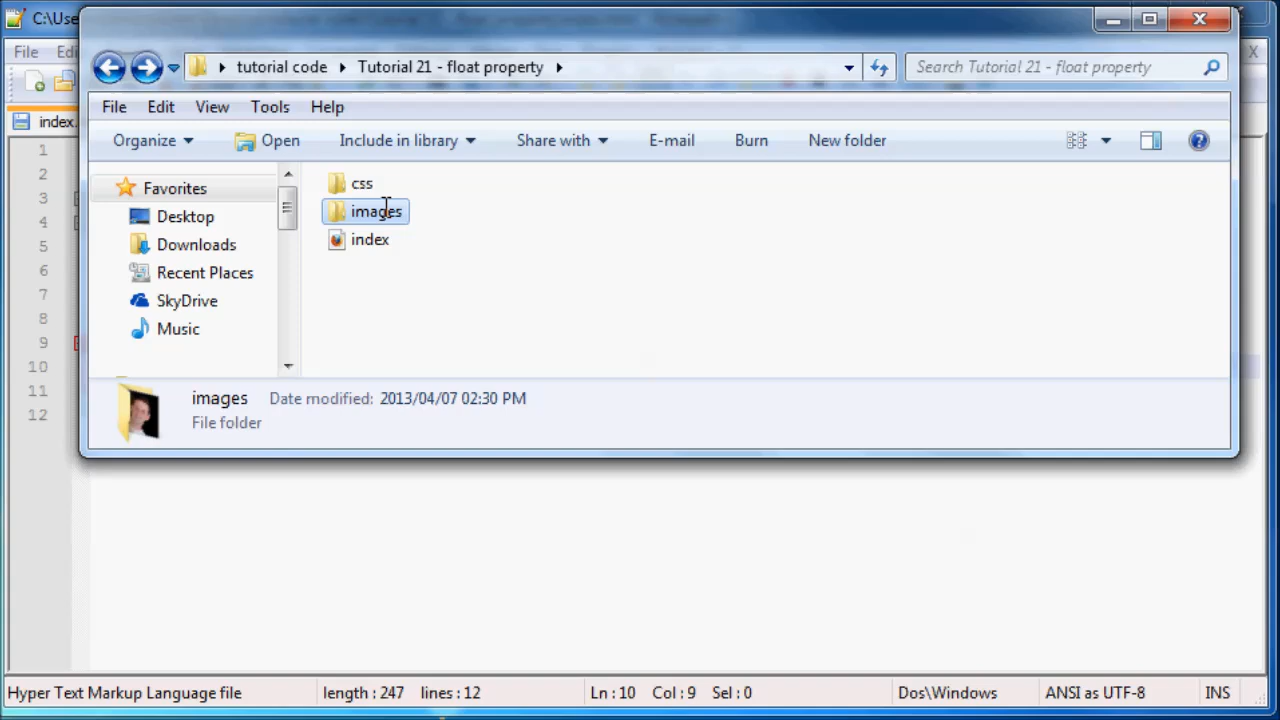 C:\Use
tutorial code Tutorial 21 - float property Search Tutorial 21 - float property
File Edi X
File Edit View Tools Help
Organize Open Include in library Share with E-mail Burn New folder
index.
Favorites
Desktop
Downloads
Recent Places
SkyDrive
Music
css
images
index
1
2
3
4
5
6
7
8
9
10
11
12
images Date modified: 2013/04/07 02:30 PM
File folder
Hyper Text Markup Language file length : 247 lines : 12 Ln : 10 Col : 9 Sel : 0 Dos\Windows ANSI as UTF-8 INS